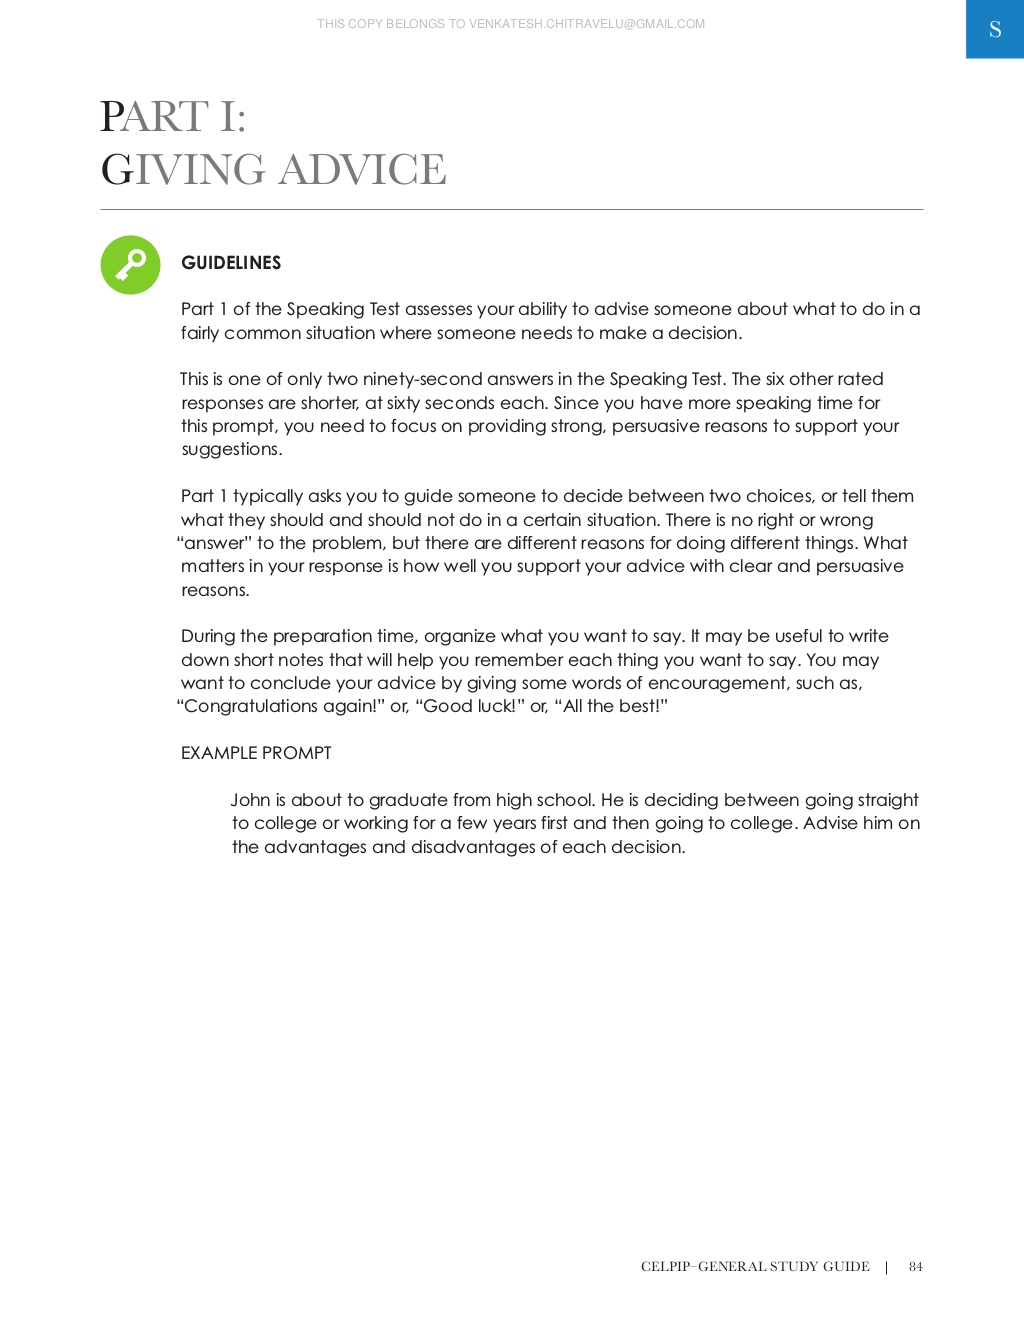 THIS COPY BELONGS TO VENKATESH.CHITRAVELU@GMAIL.COM
S
PART I:
GIVING ADVICE
GUIDELINES
Part 1 of the Speaking Test assesses your ability to advise someone about what to do in a
fairly common situation where someone needs to make a decision.
This is one of only two ninety-second answers in the Speaking Test. The six other rated
responses are shorter, at sixty seconds each. Since you have more speaking time for
this prompt, you need to focus on providing strong, persuasive reasons to support your
suggestions.
Part 1 typically asks you to guide someone to decide between two choices, or tell them
what they should and should not do in a certain situation. There is no right or wrong
“answer” to the problem, but there are different reasons for doing different things. What
matters in your response is how well you support your advice with clear and persuasive
reasons.
During the preparation time, organize what you want to say. It may be useful to write
down short notes that will help you remember each thing you want to say. You may
want to conclude your advice by giving some words of encouragement, such as,
“Congratulations again!” or, “Good luck!” or, “All the best!”
EXAMPLE PROMPT
John is about to graduate from high school. He is deciding between going straight
to college or working for a few years first and then going to college. Advise him on
the advantages and disadvantages of each decision.
CELPIP–GENERAL STUDY GUIDE | 84